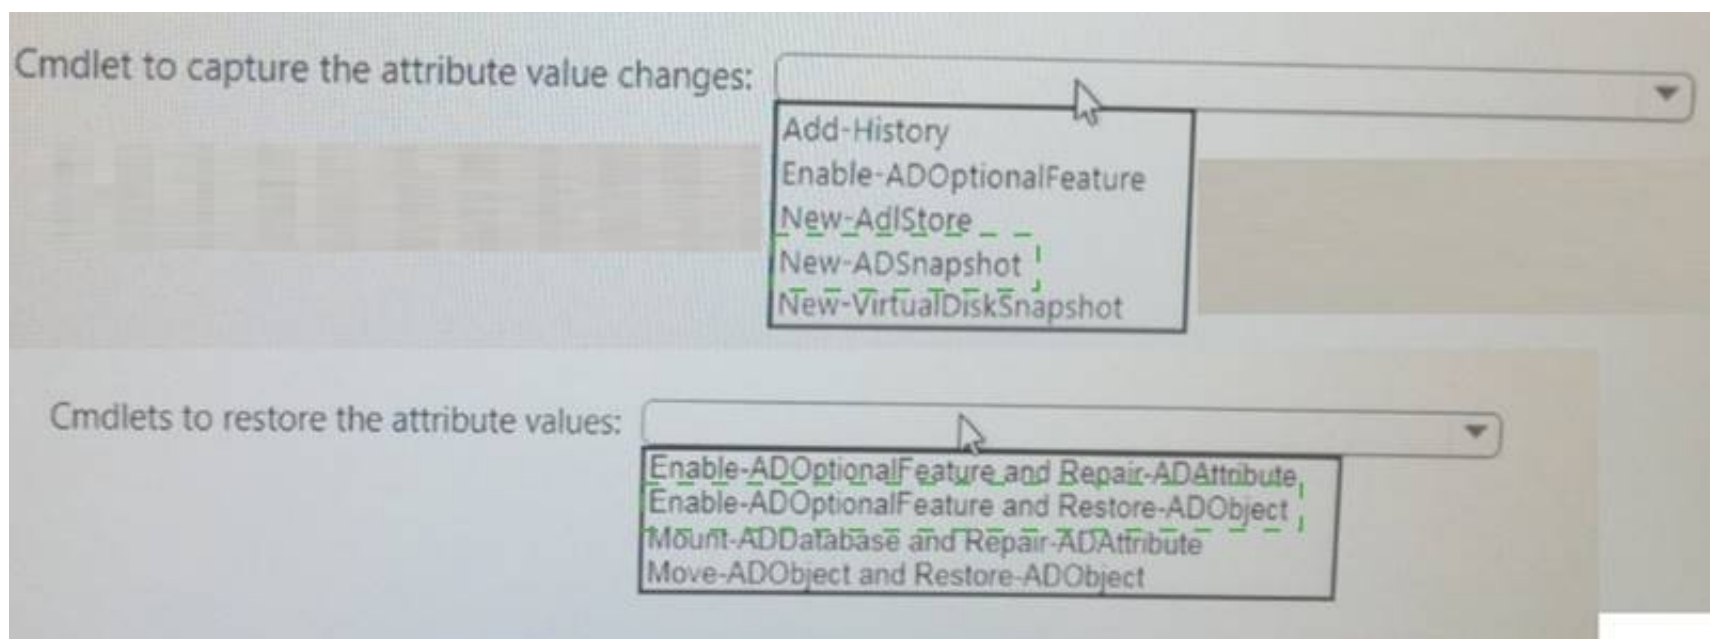 Cmdlet to capture the attribute value changes:
Add-History
Enable-ADOptionalFeature
New-AdlStore
New-ADSnapshot
New-VirtualDiskSnapshot
Cmdlets to restore the attribute values:
Enable-ADOptionalFeature and Repair-ADAttribute
Enable-ADOptionalFeature and Restore-ADObject
Mount-ADDatabase and Repair-ADAttribute
Move-ADObject and Restore-ADObject